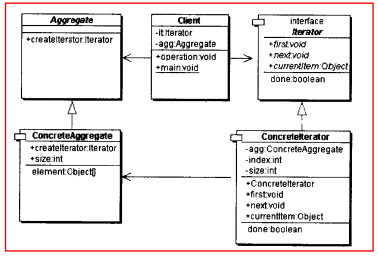 Aggregate
+createIterstor:Iterator
Client
-it:Iterator
-agg:Aggregate
+operation:void
+main:void
interface
Iterator
+first:void
+next:void
+currentItem:Object
done:boolean
ConcreteAggregate
+createIterator:Iterator
+size:int
element:Object[]
ConcreteIterator
-agg:ConcreteAggregate
-index:int
-size:int
+ConcreteIterator
+first:void
+next:void
+currentItem:Object
done:boolean